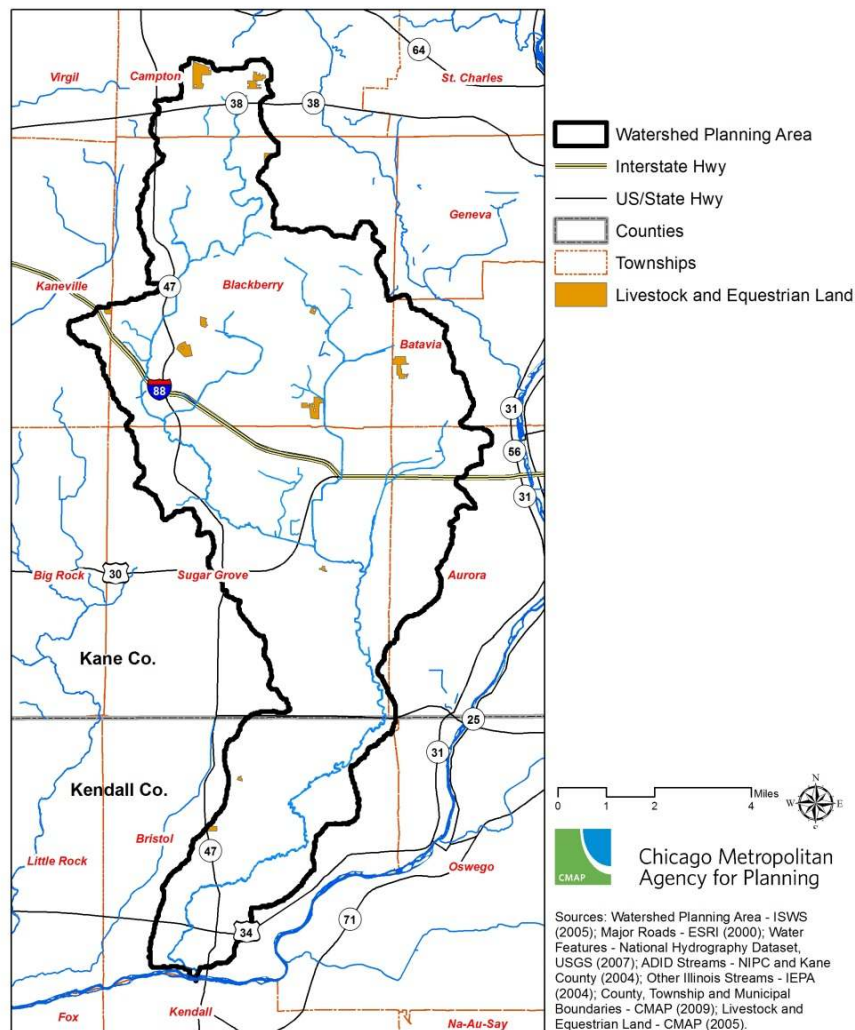 64
Virgil
Campton
St. Charles
38
38
Geneva
Kaneville
47
Blackberry
Batavia
88
31
56
31
Big Rock
30
Sugar Grove
Aurora
Kane Co.
25
31
Kendall Co.
Bristol
47
Little Rock
Oswego
71
34
Fox
Kendall
Na-Au-Say
Watershed Planning Area
Interstate Hwy
US/State Hwy
Counties
Townships
Livestock and Equestrian Land
Miles
0 1 2 4
N
W E
S
CMAP
Chicago Metropolitan
Agency for Planning
Sources: Watershed Planning Area - ISWS
(2005); Major Roads - ESRI (2000); Water
Features - National Hydrography Dataset,
USGS (2007); ADID Streams - NIPC and Kane
County (2004); Other Illinois Streams - IEPA
(2004); County, Township and Municipal
Boundaries - CMAP (2009); Livestock and
Equestrian Land - CMAP (2005).